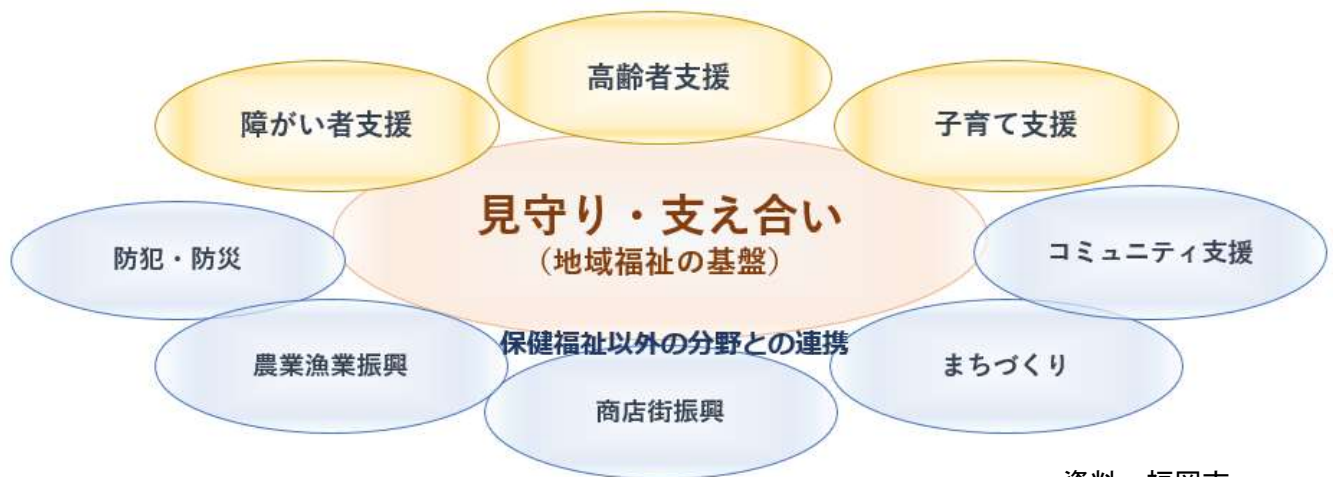 高齢者支援
障がい者支援
子育て支援
見守り・支え合い
（地域福祉の基盤）
防犯・防災
コミュニティ支援
保健福祉以外の分野との連携
農業漁業振興
まちづくり
商店街振興